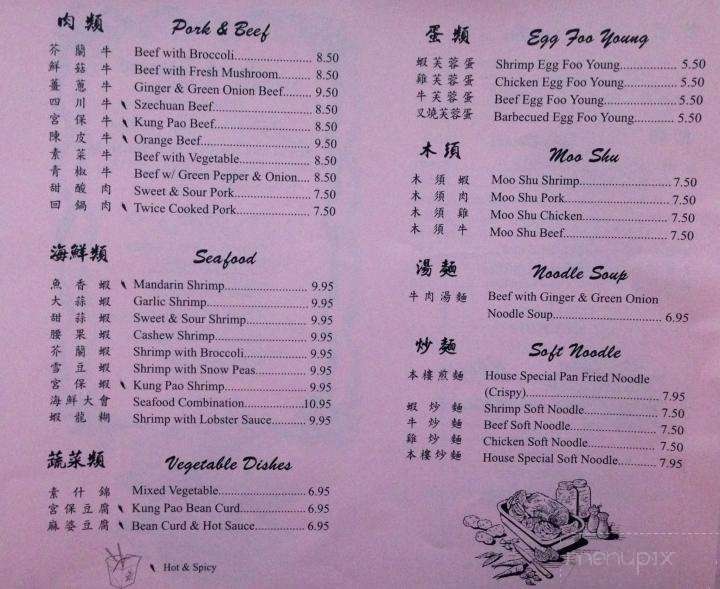 肉類 Pork & Beef
芥蘭牛 Beef with Broccoli 8.50
鮮菇牛 Beef with Fresh Mushroom 8.50
薑蔥牛 Ginger & Green Onion Beef 9.50
四川牛 Szechuan Beef 8.50
宮保牛 Kung Pao Beef 8.50
陳皮牛 Orange Beef 9.50
素菜牛 Beef with Vegetable 8.50
青椒牛 Beef w/ Green Pepper & Onion 8.50
甜酸肉 Sweet & Sour Pork 7.50
回鍋肉 Twice Cooked Pork 7.50
海鮮類 Seafood
魚香蝦 Mandarin Shrimp 9.95
大蒜蝦 Garlic Shrimp 9.95
甜蒜蝦 Sweet & Sour Shrimp 9.95
腰果蝦 Cashew Shrimp 9.95
芥蘭蝦 Shrimp with Broccoli 9.95
雪豆蝦 Shrimp with Snow Peas 9.95
宮保蝦 Kung Pao Shrimp 9.95
海鮮大會 Seafood Combination 10.95
蝦龍糊 Shrimp with Lobster Sauce 9.95
蔬菜類 Vegetable Dishes
素什錦 Mixed Vegetable 6.95
宮保豆腐 Kung Pao Bean Curd 6.95
麻婆豆腐 Bean Curd & Hot Sauce 6.95
Hot & Spicy
蛋類 Egg Foo Young
蝦芙蓉蛋 Shrimp Egg Foo Young 5.50
雞芙蓉蛋 Chicken Egg Foo Young 5.50
牛芙蓉蛋 Beef Egg Foo Young 5.50
叉燒芙蓉蛋 Barbecued Egg Foo Young 5.50
木須 Moo Shu
木須蝦 Moo Shu Shrimp 7.50
木須肉 Moo Shu Pork 7.50
木須雞 Moo Shu Chicken 7.50
木須牛 Moo Shu Beef 7.50
湯麵 Noodle Soup
牛肉湯麵 Beef with Ginger & Green Onion
Noodle Soup 6.95
炒麵 Soft Noodle
本樓煎麵 House Special Pan Fried Noodle
(Crispy) 7.95
蝦炒麵 Shrimp Soft Noodle 7.50
牛炒麵 Beef Soft Noodle 7.50
雞炒麵 Chicken Soft Noodle 7.50
本樓炒麵 House Special Soft Noodle 7.95
menupix